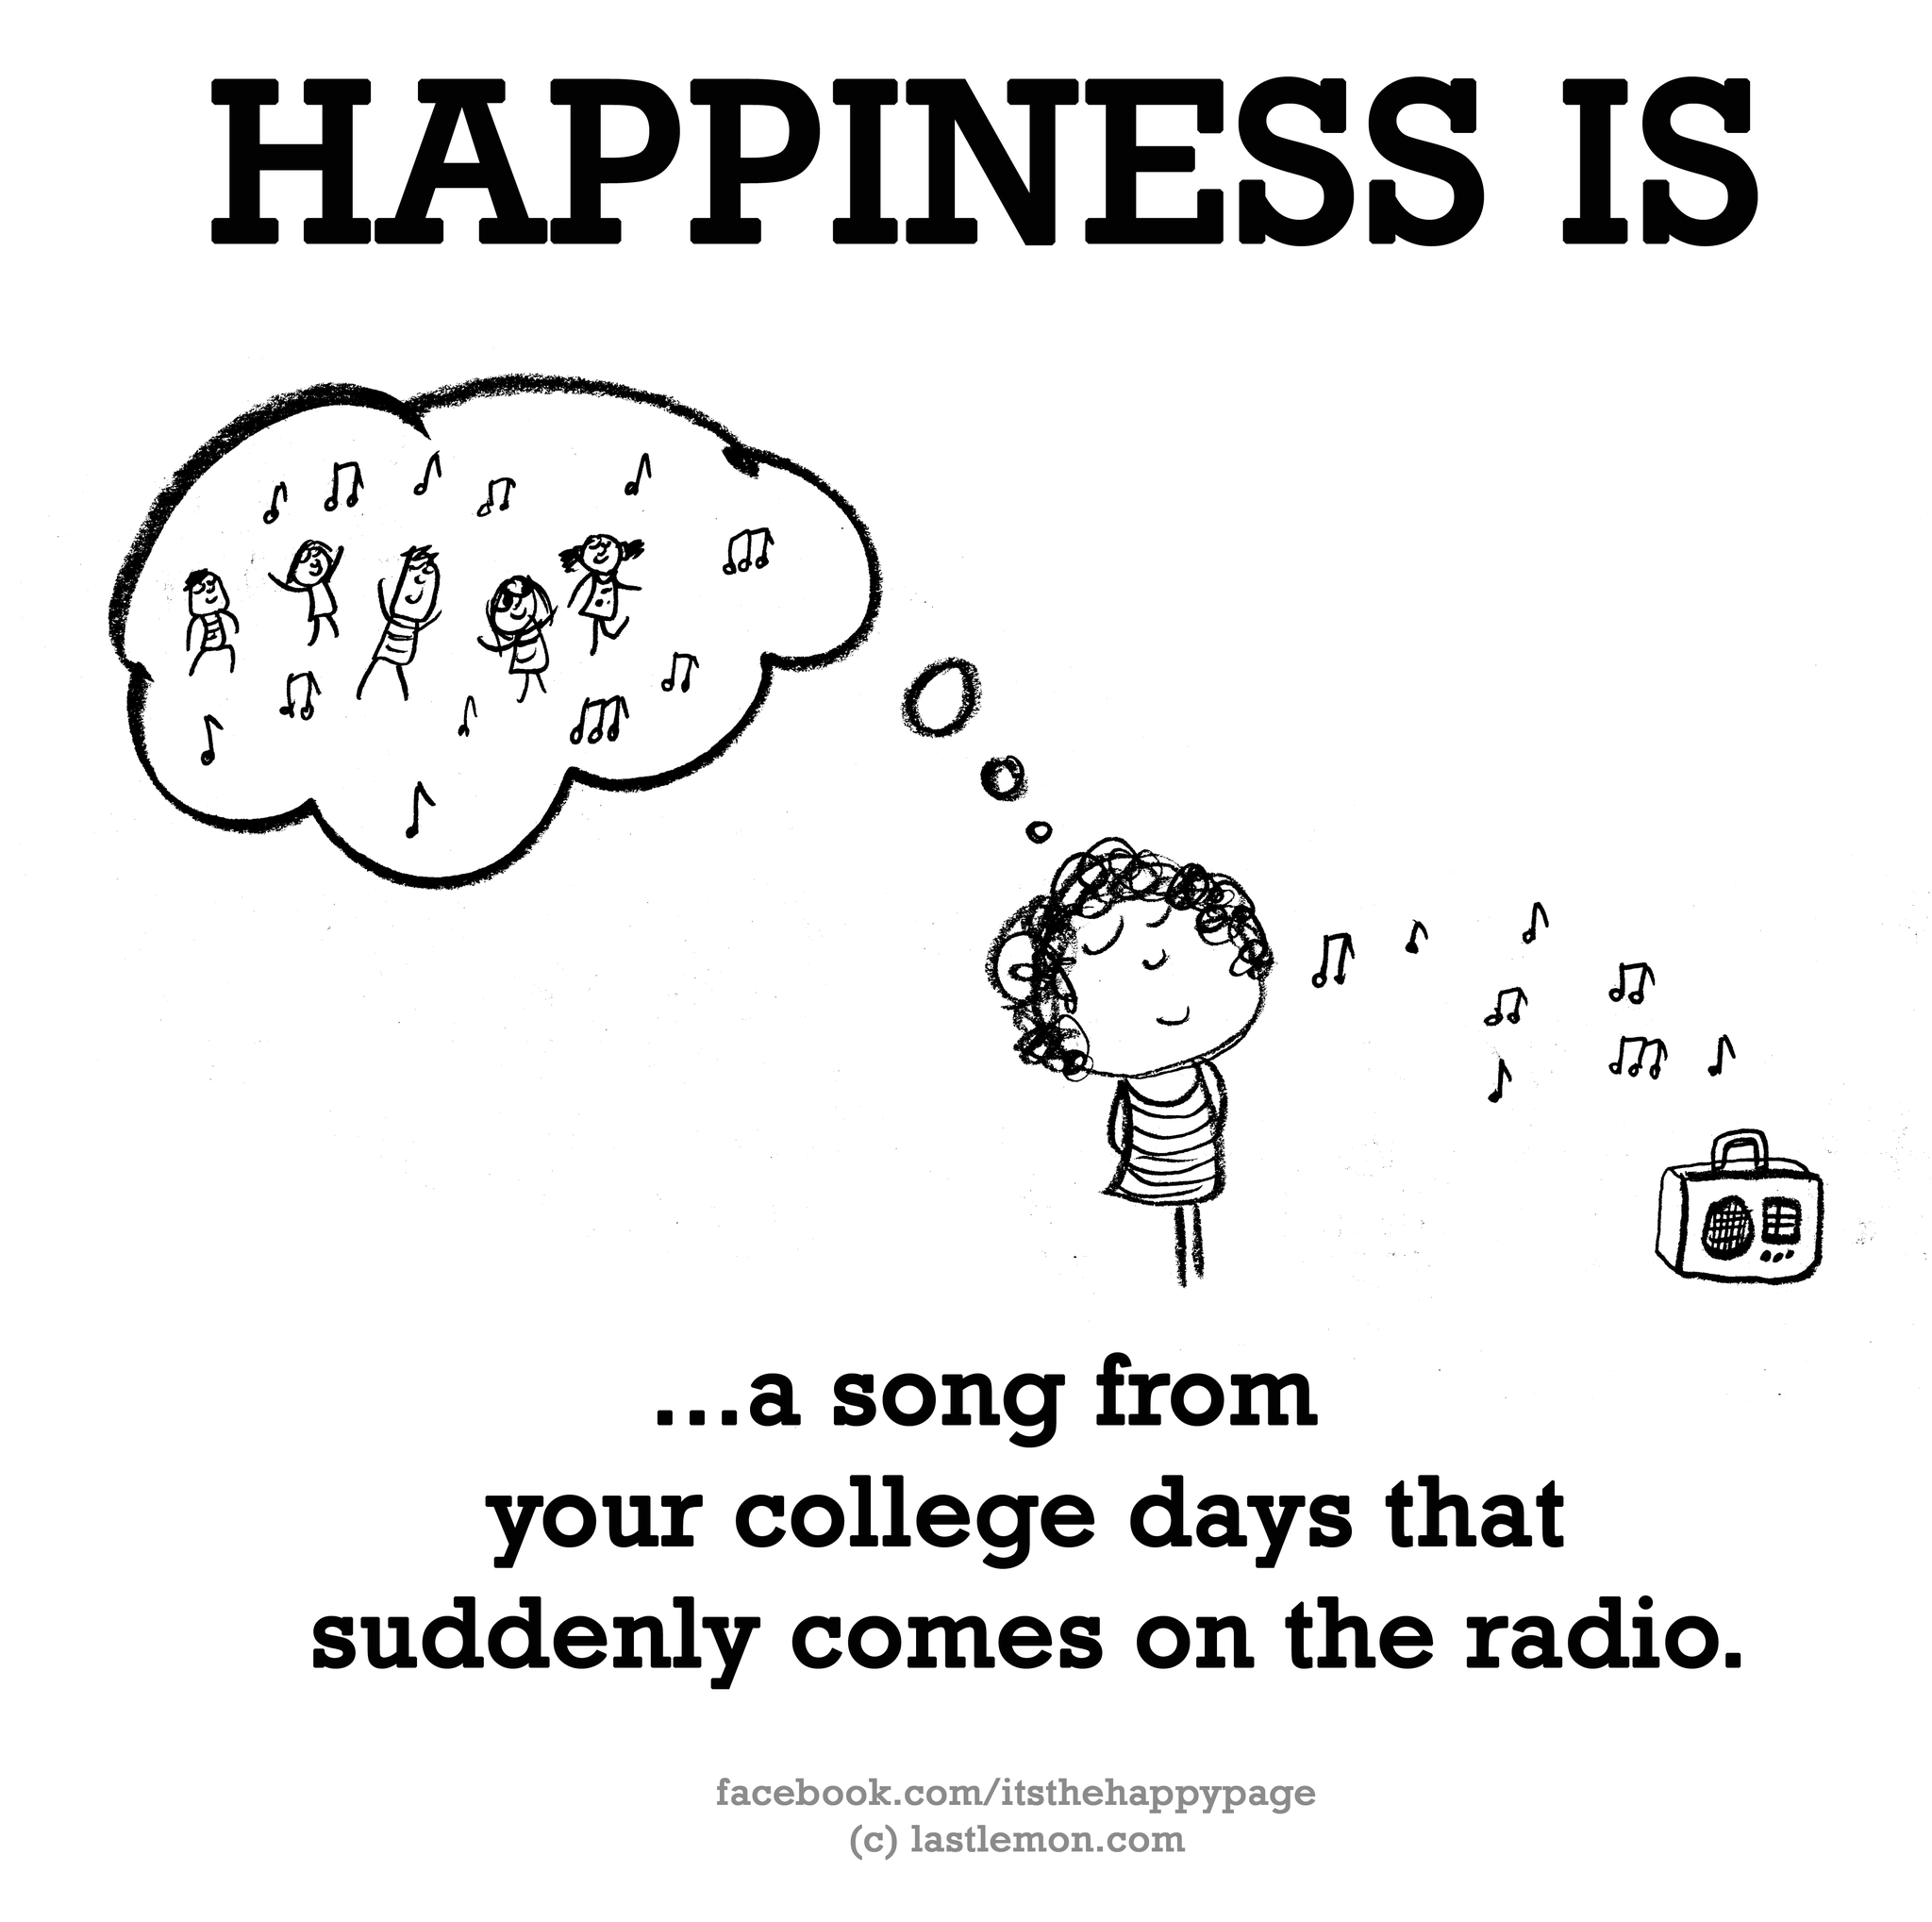 HAPPINESS IS
...a song from
your college days that
suddenly comes on the radio.
facebook.com/itsthehappypage
(c) lastlemon.com